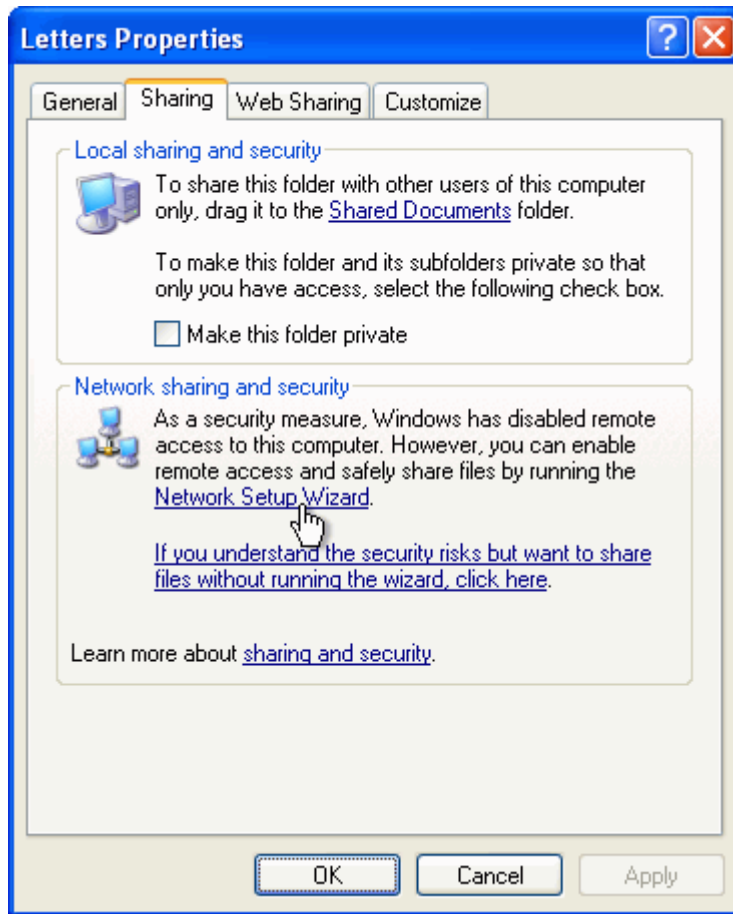 Letters Properties
General Sharing Web Sharing Customize
Local sharing and security
To share this folder with other users of this computer
only, drag it to the Shared Documents folder.
To make this folder and its subfolders private so that
only you have access, select the following check box.
Make this folder private
Network sharing and security
As a security measure, Windows has disabled remote
access to this computer. However, you can enable
remote access and safely share files by running the
Network Setup Wizard.
If you understand the security risks but want to share
files without running the wizard, click here.
Learn more about sharing and security.
OK Cancel Apply